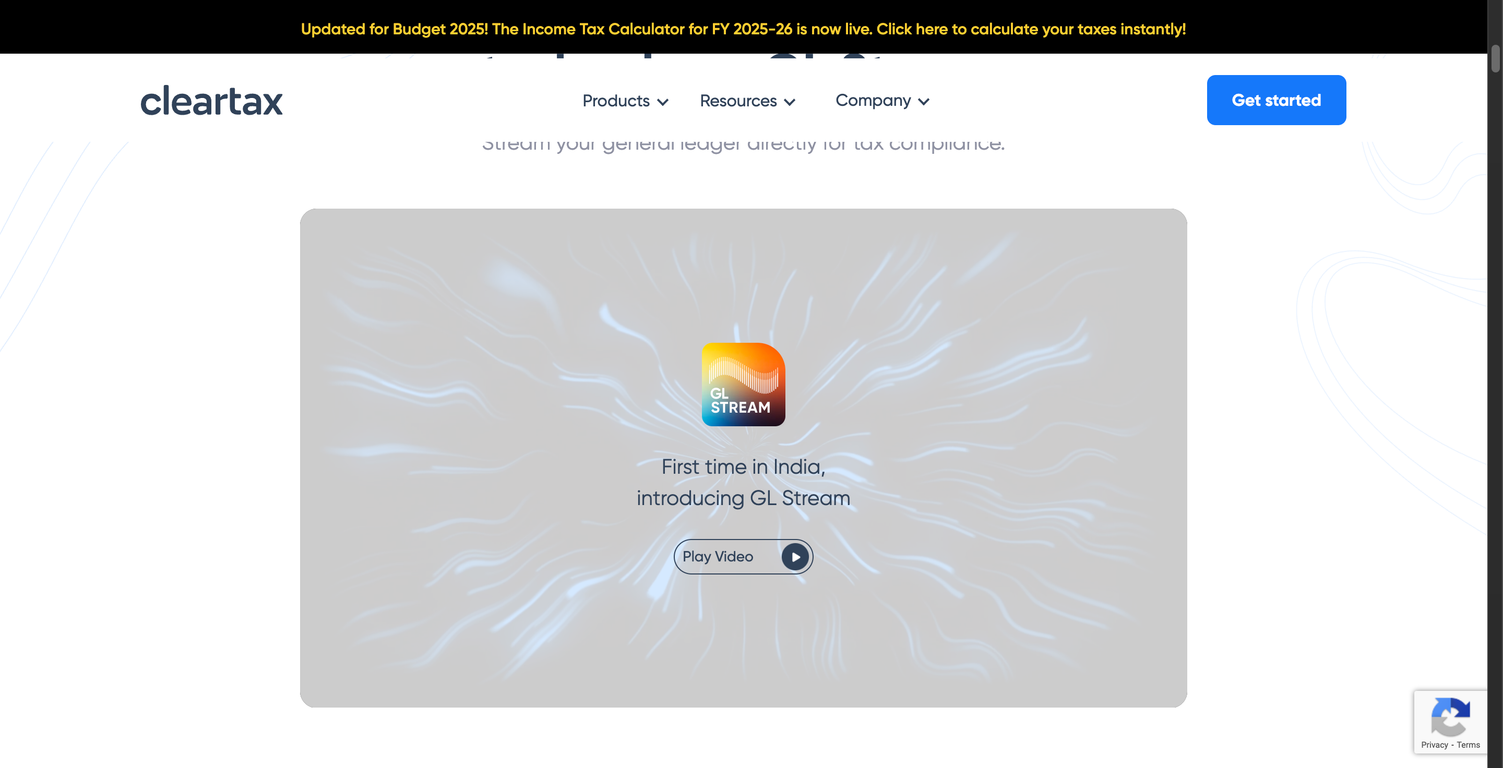 Updated for Budget 2025! The Income Tax Calculator for FY 2025-26 is now live. Click here to calculate your taxes instantly!
cleartax
Products
Resources
Company
Get started
Stream your general ledger directly for tax compliance.
GL
STREAM
First time in India,
introducing GL Stream
Play Video
Privacy - Terms